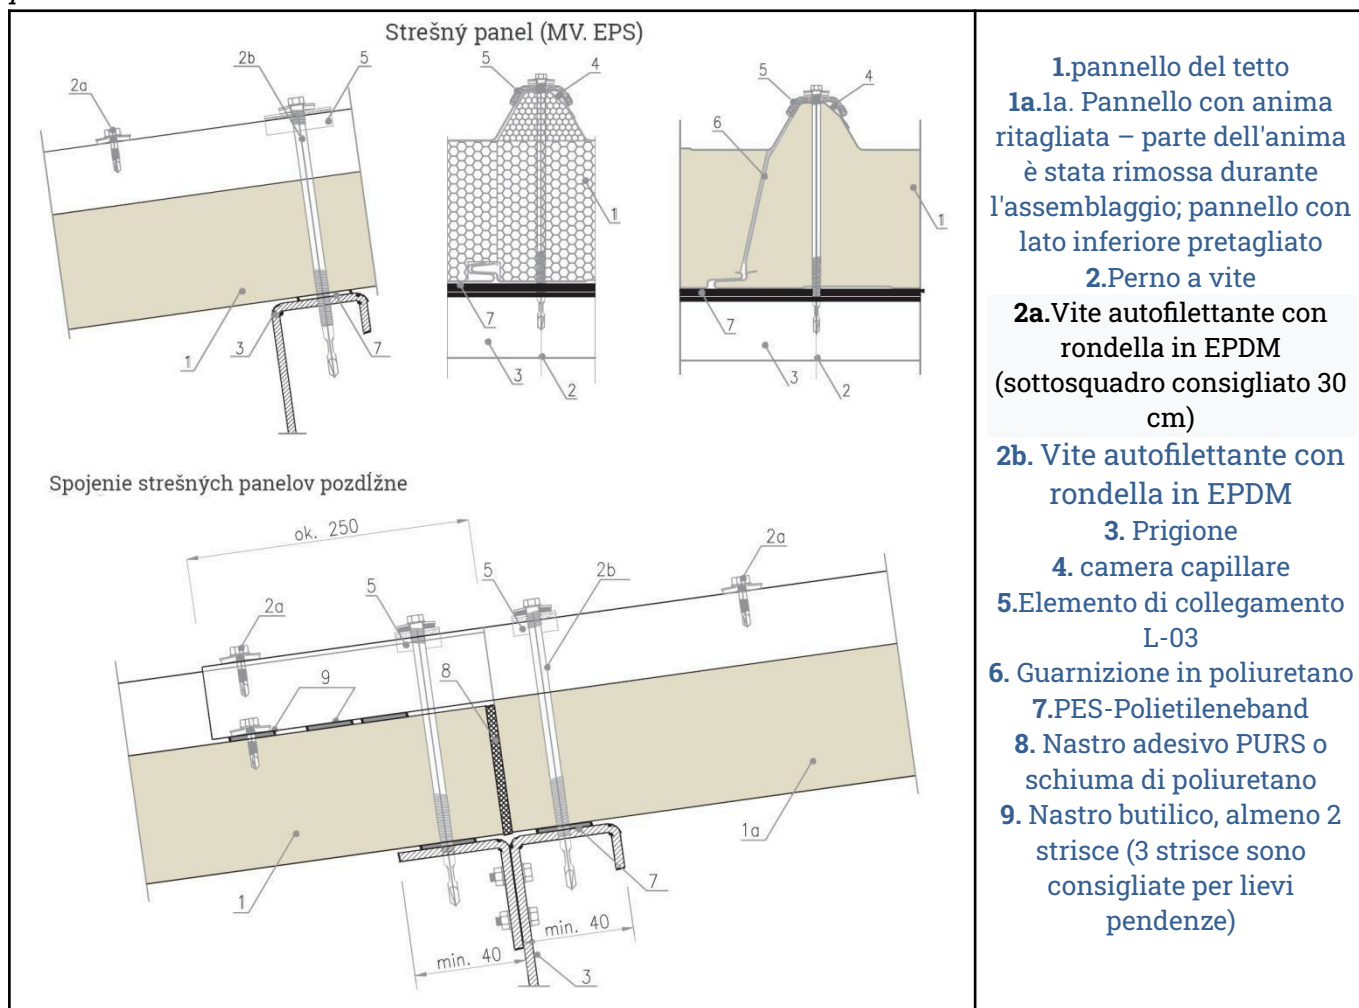 Strešný panel (MV. EPS)
2a
2b
5
1
3
7
5
4
1
7
3
2
5
4
6
1
7
3
2
Spojenie strešných panelov pozdĺžne
ok. 250
2a
5
5
2b
2a
9
8
1
1a
7
min. 40
min. 40
3
1.pannello del tetto
1a.1a. Pannello con anima
ritagliata – parte dell'anima
è stata rimossa durante
l'assemblaggio; pannello con
lato inferiore pretagliato
2.Perno a vite
2a.Vite autofilettante con
rondella in EPDM
(sottosquadro consigliato 30
cm)
2b. Vite autofilettante con
rondella in EPDM
3. Prigione
4. camera capillare
5.Elemento di collegamento
L-03
6. Guarnizione in poliuretano
7.PES-Polietileneband
8. Nastro adesivo PURS o
schiuma di poliuretano
9. Nastro butilico, almeno 2
strisce (3 strisce sono
consigliate per lievi
pendenze)